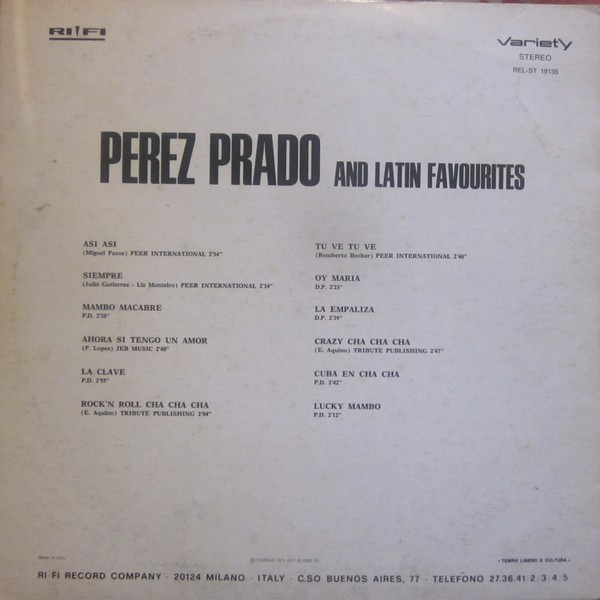 RI-FI
VARIETY
STEREO
REL-ST 19135
PEREZ PRADO AND LATIN FAVOURITES
ASI ASI
(Miguel Panse) PEER INTERNATIONAL 2'34"
SIEMPRE
(Julio Gutierrez - Lis Monteiro) PEER INTERNATIONAL 2'34"
MAMBO MACABRE
P.D. 2'28"
AHORA SI TENGO UN AMOR
(P. Lopez) JEB MUSIC 2'40"
LA CLAVE
P.D. 2'55"
ROCK'N ROLL CHA CHA CHA
(E. Aquino) TRIBUTE PUBLISHING 2'04"
TU VE TU VE
(Remberto Becker) PEER INTERNATIONAL 2'40"
OY MARIA
D.P. 2'23"
LA EMPALIZA
D.P. 2'39"
CRAZY CHA CHA CHA
(E. Aquino) TRIBUTE PUBLISHING 2'47"
CUBA EN CHA CHA
P.D. 2'42"
LUCKY MAMBO
P.D. 2'12"
« TEMPO LIBERO E CULTURA »
RI-FI RECORD COMPANY · 20124 MILANO · ITALY · C.SO BUENOS AIRES, 77 · TELEFONO 27.36.41/2/3/4/5